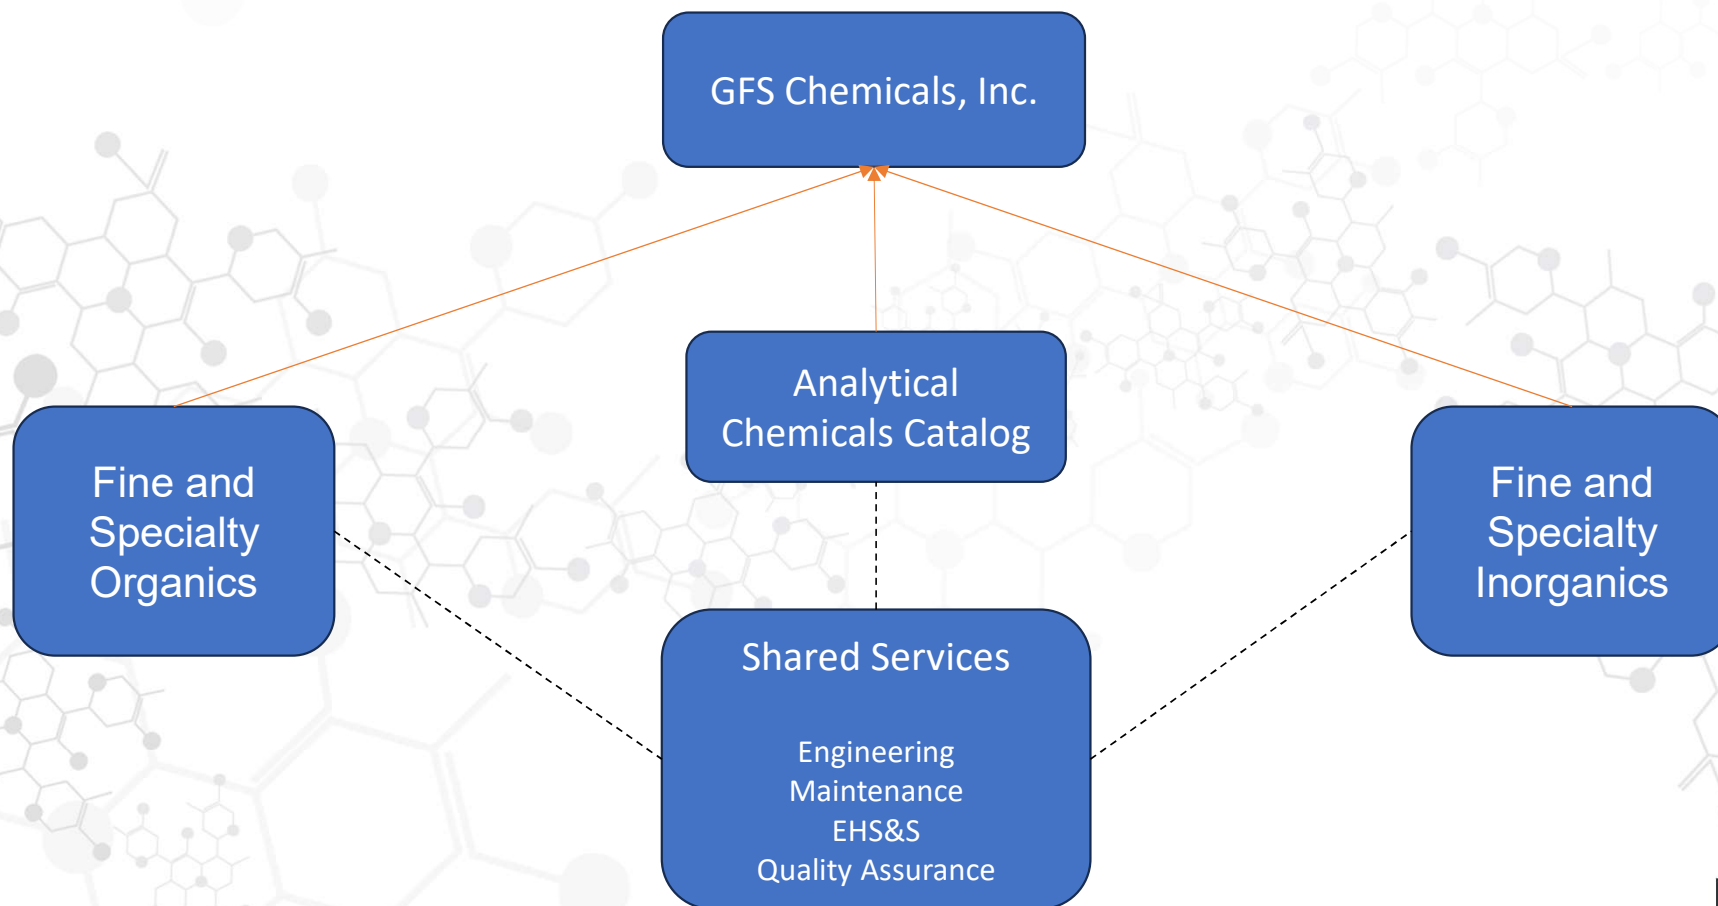 GFS Chemicals, Inc.
Analytical
Chemicals Catalog
Fine and
Specialty
Organics
Fine and
Specialty
Inorganics
Shared Services
Engineering
Maintenance
EHS&S
Quality Assurance